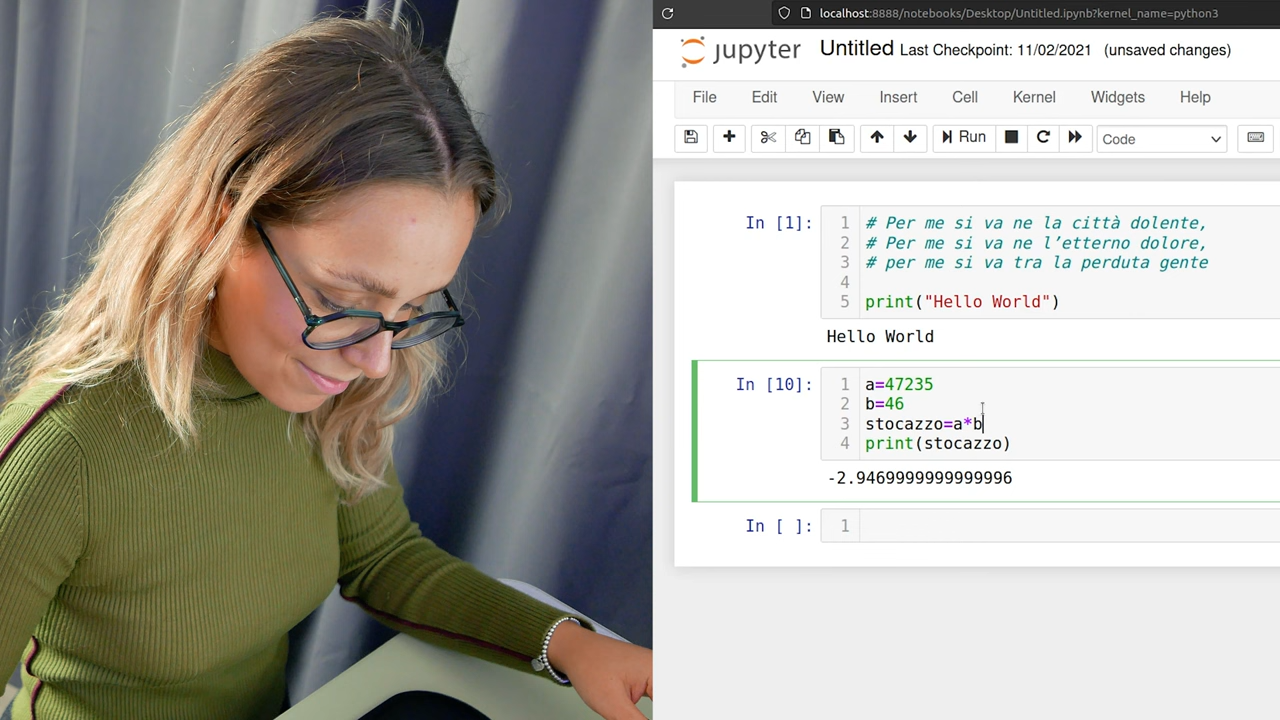 localhost:8888/notebooks/Desktop/Untitled.ipynb?kernel_name=python3
jupyter Untitled Last Checkpoint: 11/02/2021 (unsaved changes)
File Edit View Insert Cell Kernel Widgets Help
Run Code
In [1]:
1 # Per me si va ne la città dolente,
2 # Per me si va ne l’etterno dolore,
3 # per me si va tra la perduta gente
4
5 print("Hello World")
Hello World
In [10]:
1 a=47235
2 b=46
3 stocazzo=a*b
4 print(stocazzo)
-2.9469999999999996
In [ ]:
1